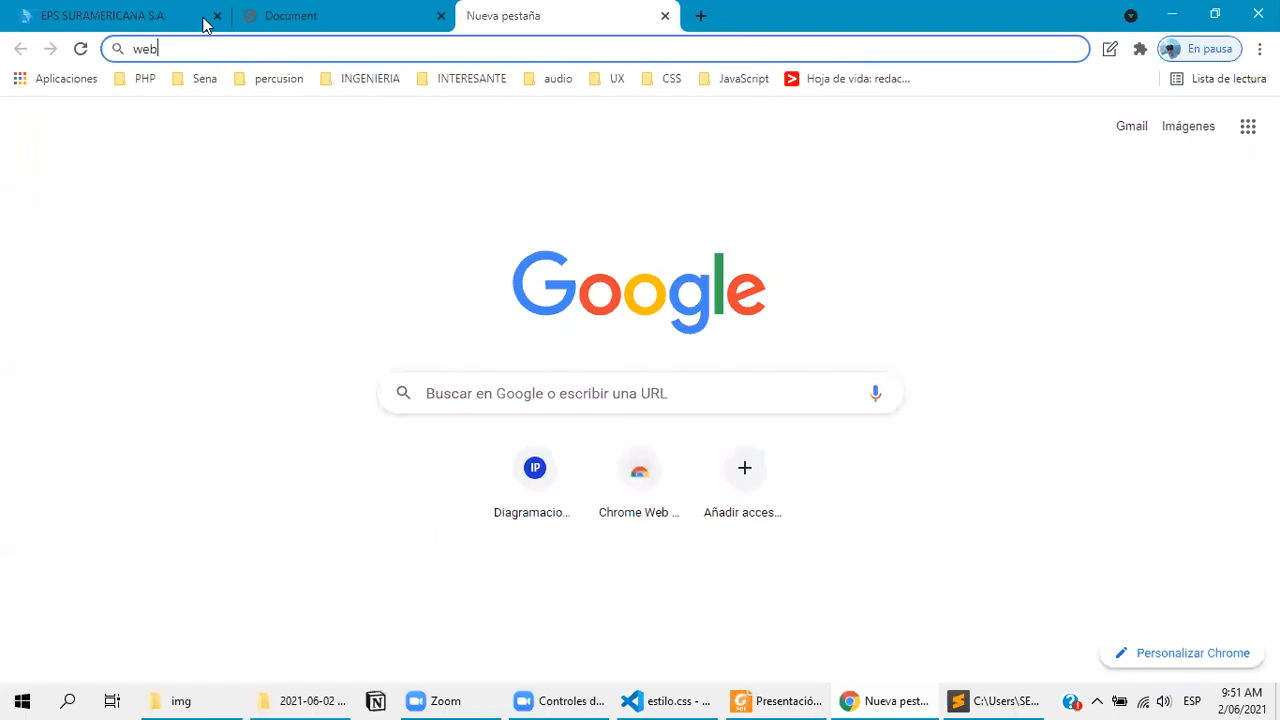 EPS SURAMERICANA S.A.
Document
Nueva pestaña
web
En pausa
Aplicaciones
PHP
Sena
percusion
INGENIERIA
INTERESANTE
audio
UX
CSS
JavaScript
Hoja de vida: redac...
Lista de lectura
Gmail
Imágenes
Google
Buscar en Google o escribir una URL
IP
Diagramacio...
Chrome Web ...
Añadir acces...
Personalizar Chrome
img
2021-06-02 ...
Zoom
Controles d...
estilo.css - ...
Presentació...
Nueva pest...
C:\Users\SE...
ESP
9:51 AM
2/06/2021